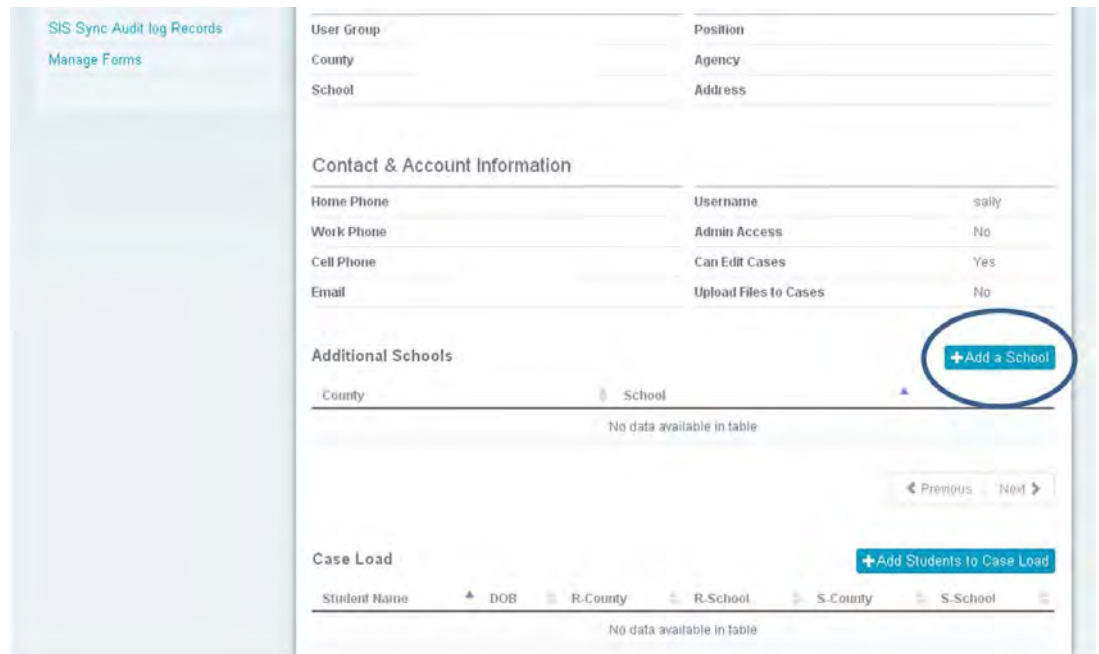 SIS Sync Audit log Records
Manage Forms
User Group Position
County Agency
School Address
Contact & Account Information
Home Phone Username sally
Work Phone Admin Access No
Cell Phone Can Edit Cases Yes
Email Upload Files to Cases No
Additional Schools +Add a School
County School
No data available in table
Previous Next
Case Load +Add Students to Case Load
Student Name DOB R-County R-School S-County S-School
No data available in table